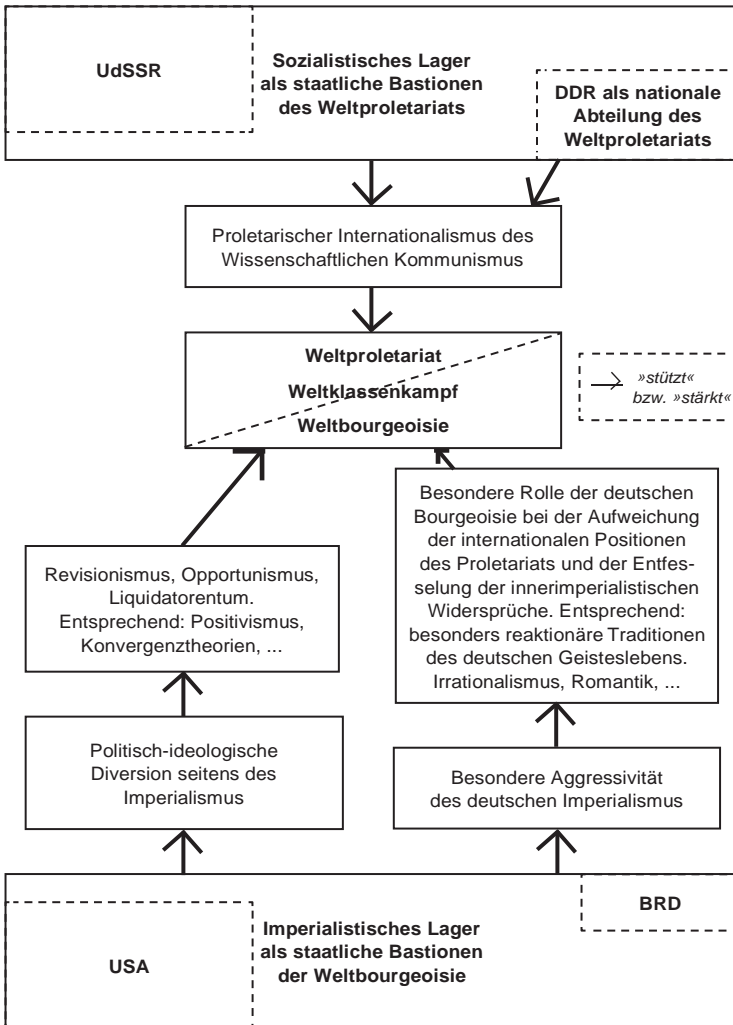 UdSSR
Sozialistisches Lager
als staatliche Bastionen
des Weltproletariats
DDR als nationale
Abteilung des
Weltproletariats
Proletarischer Internationalismus des
Wissenschaftlichen Kommunismus
Weltproletariat
Weltklassenkampf
Weltbourgeoisie
»stützt«
bzw. »stärkt«
Besondere Rolle der deutschen
Bourgeoisie bei der Aufweichung
der internationalen Positionen
des Proletariats und der Entfes-
selung der innerimperialistischen
Widersprüche. Entsprechend:
besonders reaktionäre Traditionen
des deutschen Geisteslebens.
Irrationalismus, Romantik, ...
Revisionismus, Opportunismus,
Liquidatorentum.
Entsprechend: Positivismus,
Konvergenztheorien, ...
Politisch-ideologische
Diversion seitens des
Imperialismus
Besondere Aggressivität
des deutschen Imperialismus
USA
Imperialistisches Lager
als staatliche Bastionen
der Weltbourgeoisie
BRD